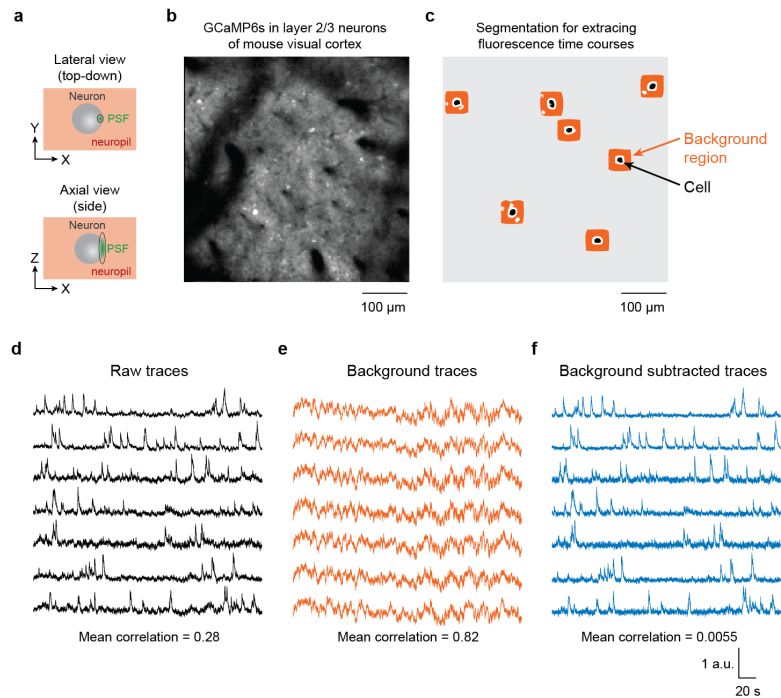 a
Lateral view
(top-down)
Neuron
PSF
neuropil
Y
X
Axial view
(side)
Neuron
PSF
neuropil
Z
X
b
GCaMP6s in layer 2/3 neurons
of mouse visual cortex
100 µm
c
Segmentation for extracing
fluorescence time courses
Background
region
Cell
100 µm
d
Raw traces
Mean correlation = 0.28
e
Background traces
Mean correlation = 0.82
f
Background subtracted traces
Mean correlation = 0.0055
1 a.u.
20 s